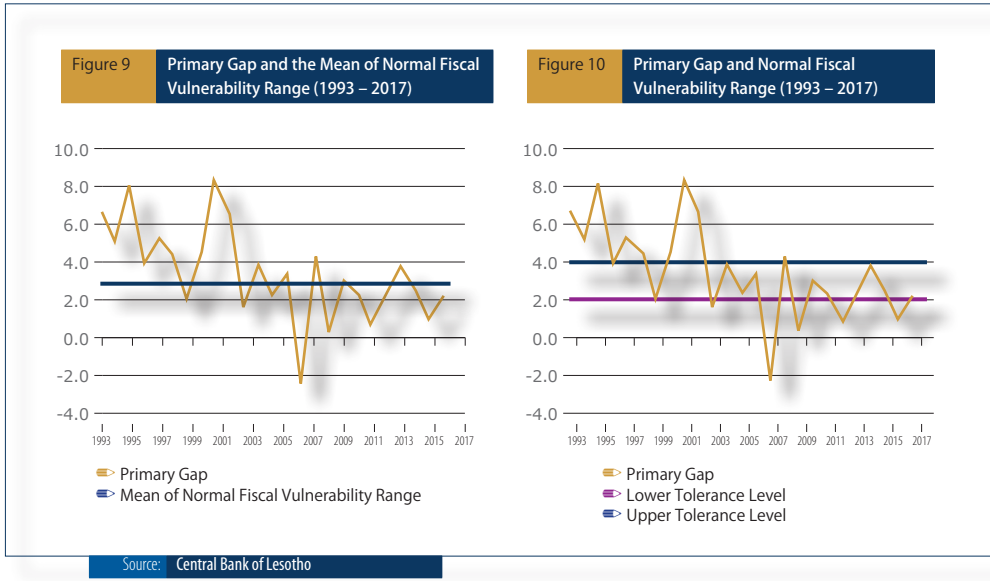 Figure 9
Primary Gap and the Mean of Normal Fiscal
Vulnerability Range (1993 – 2017)
10.0
8.0
6.0
4.0
2.0
0.0
-2.0
-4.0
1993 1995 1997 1999 2001 2003 2005 2007 2009 2011 2013 2015 2017
Primary Gap
Mean of Normal Fiscal Vulnerability Range
Figure 10
Primary Gap and Normal Fiscal
Vulnerability Range (1993 – 2017)
10.0
8.0
6.0
4.0
2.0
0.0
-2.0
-4.0
1993 1995 1997 1999 2001 2003 2005 2007 2009 2011 2013 2015 2017
Primary Gap
Lower Tolerance Level
Upper Tolerance Level
Source: Central Bank of Lesotho